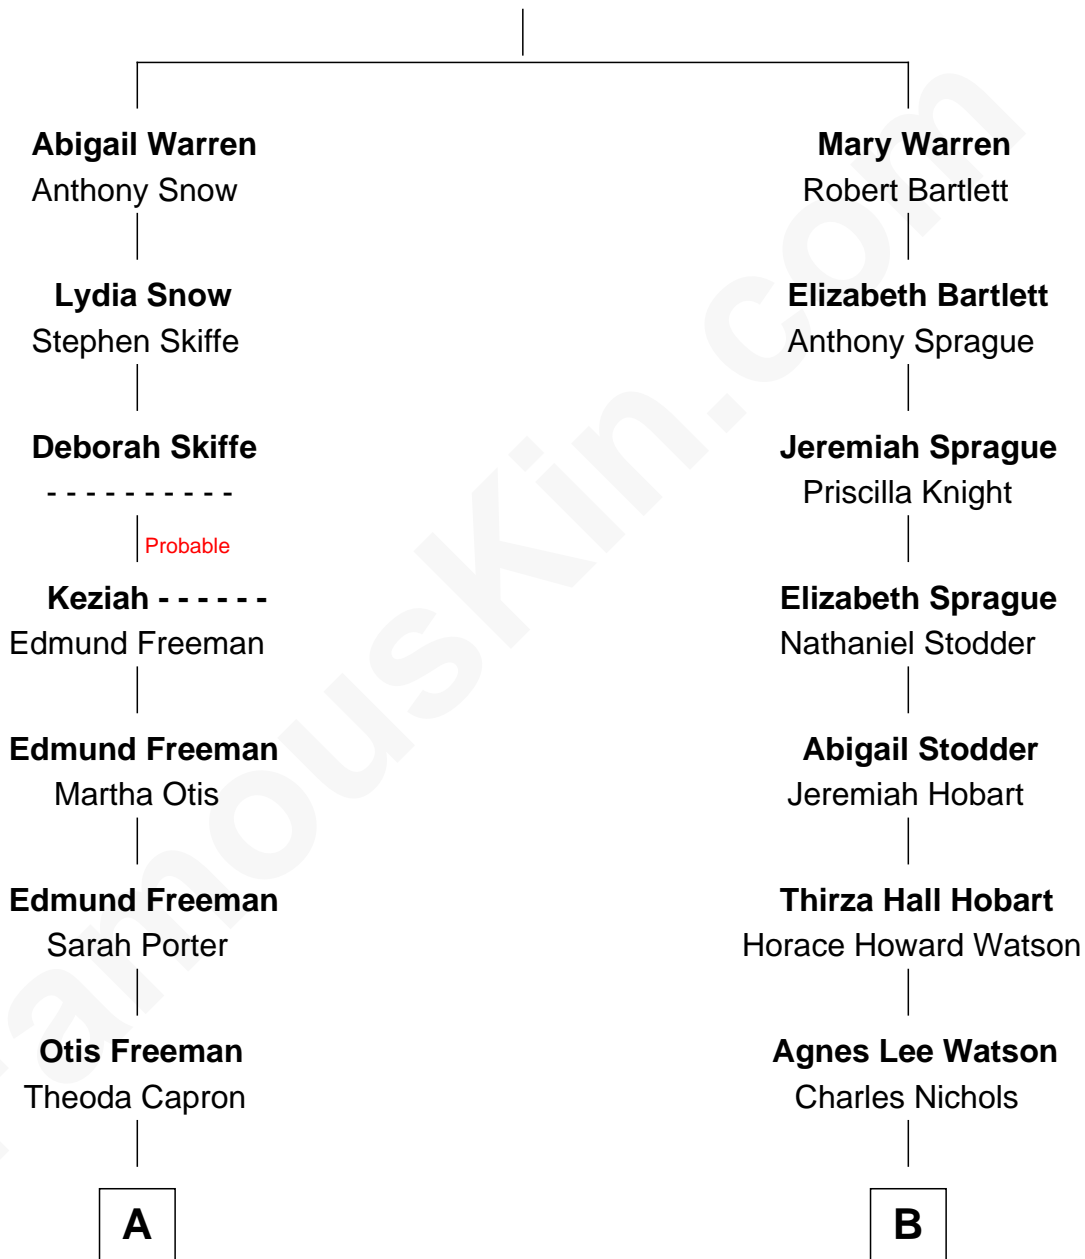 Abigail Warren
Anthony Snow
Mary Warren
Robert Bartlett
Lydia Snow
Stephen Skiffe
Elizabeth Bartlett
Anthony Sprague
Deborah Skiffe
- - - - - - - - - -
Jeremiah Sprague
Priscilla Knight
Probable
Keziah - - - - - -
Edmund Freeman
Elizabeth Sprague
Nathaniel Stodder
Edmund Freeman
Martha Otis
Abigail Stodder
Jeremiah Hobart
Edmund Freeman
Sarah Porter
Thirza Hall Hobart
Horace Howard Watson
Otis Freeman
Theoda Capron
Agnes Lee Watson
Charles Nichols
A
B
FamousKin.com